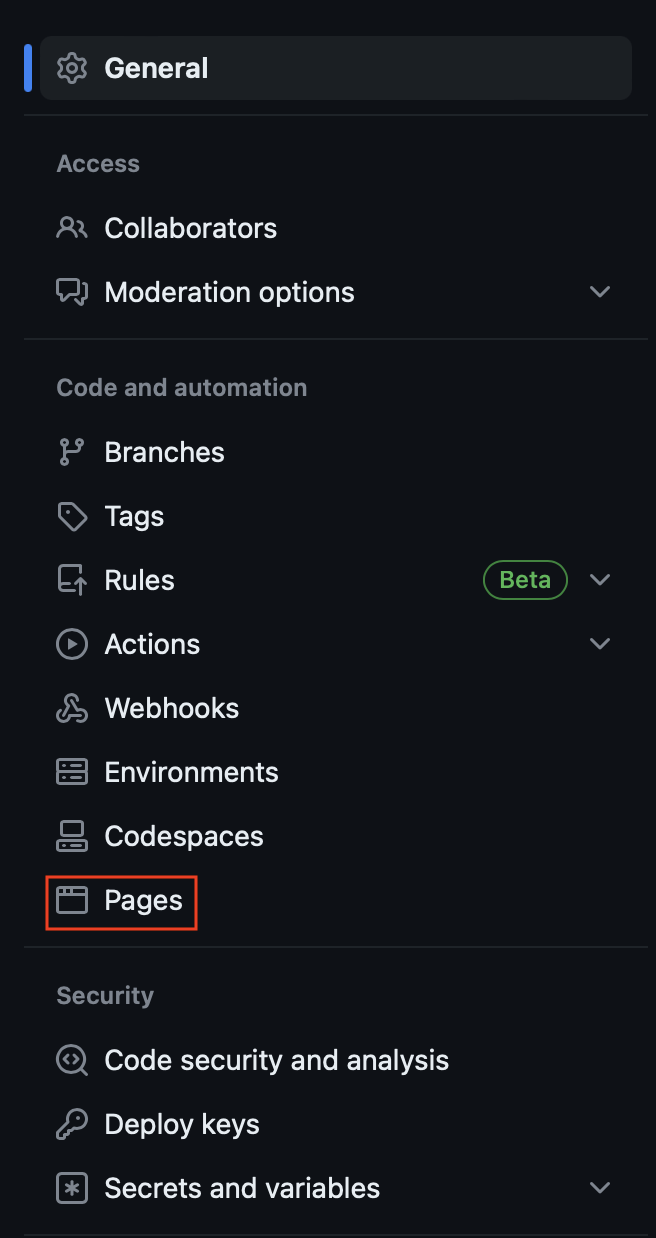 General
Access
Collaborators
Moderation options
Code and automation
Branches
Tags
Rules Beta
Actions
Webhooks
Environments
Codespaces
Pages
Security
Code security and analysis
Deploy keys
Secrets and variables